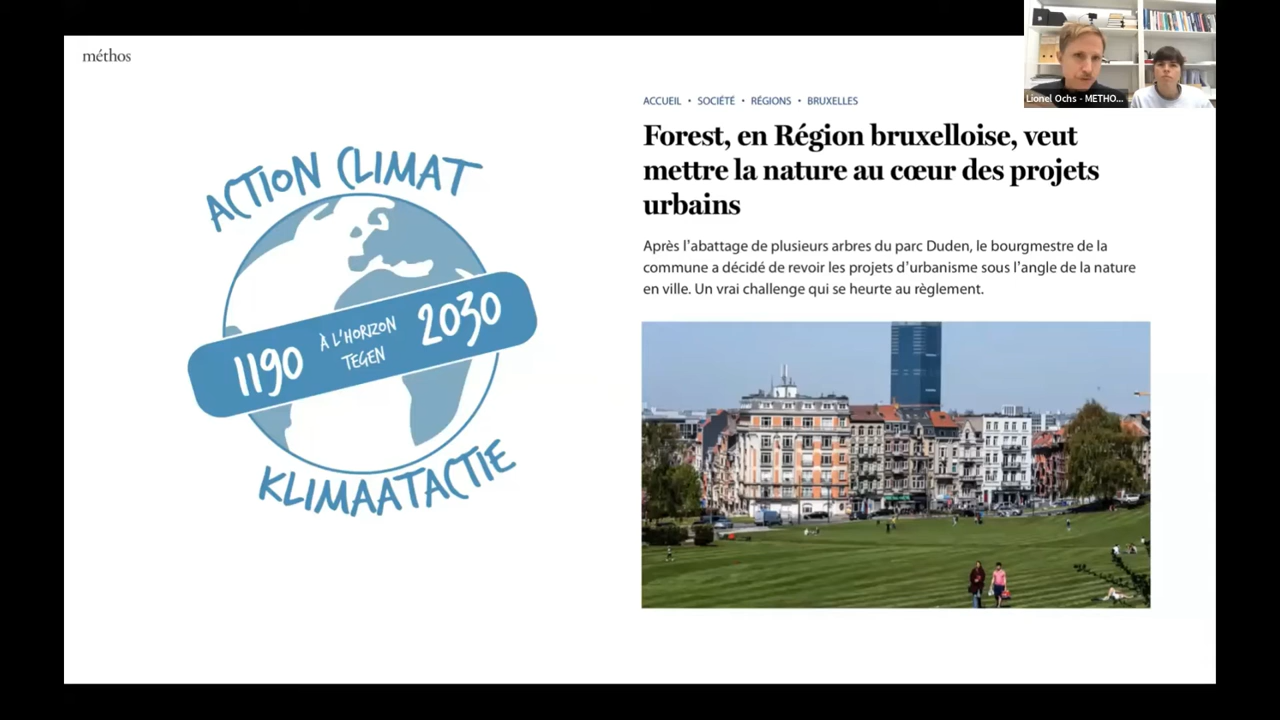 méthos
ACTION CLIMAT
1190
À L'HORIZON
TEGEN
2030
KLIMAATACTIE
ACCUEIL • SOCIÉTÉ • RÉGIONS • BRUXELLES
Forest, en Région bruxelloise, veut
mettre la nature au cœur des projets
urbains
Après l’abattage de plusieurs arbres du parc Duden, le bourgmestre de la
commune a décidé de revoir les projets d’urbanisme sous l’angle de la nature
en ville. Un vrai challenge qui se heurte au règlement.
Lionel Ochs - METHO...